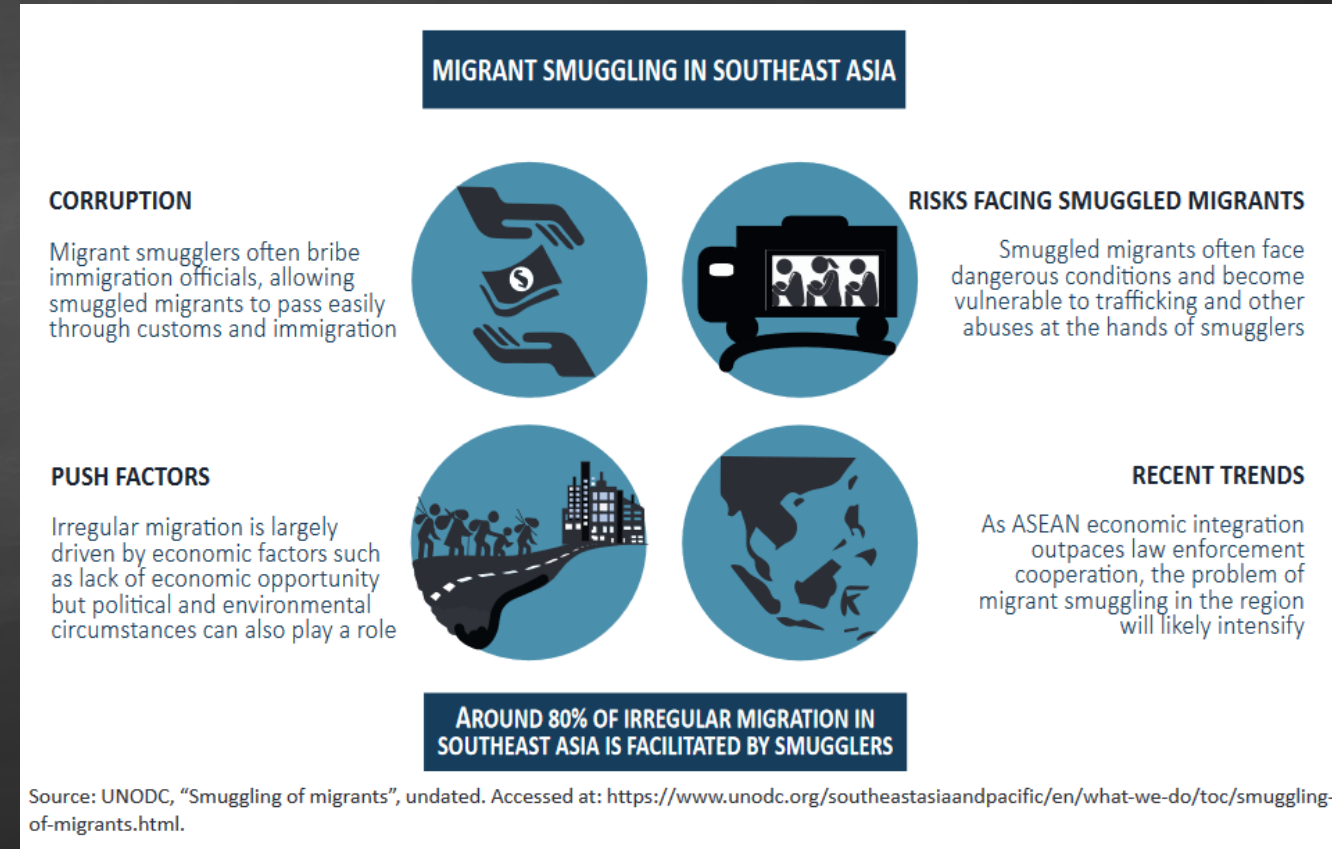 MIGRANT SMUGGLING IN SOUTHEAST ASIA
CORRUPTION
Migrant smugglers often bribe
immigration officials, allowing
smuggled migrants to pass easily
through customs and immigration
RISKS FACING SMUGGLED MIGRANTS
Smuggled migrants often face
dangerous conditions and become
vulnerable to trafficking and other
abuses at the hands of smugglers
PUSH FACTORS
Irregular migration is largely
driven by economic factors such
as lack of economic opportunity
but political and environmental
circumstances can also play a role
RECENT TRENDS
As ASEAN economic integration
outpaces law enforcement
cooperation, the problem of
migrant smuggling in the region
will likely intensify
AROUND 80% OF IRREGULAR MIGRATION IN
SOUTHEAST ASIA IS FACILITATED BY SMUGGLERS
Source: UNODC, “Smuggling of migrants”, undated. Accessed at: https://www.unodc.org/southeastasiaandpacific/en/what-we-do/toc/smuggling-
of-migrants.html.